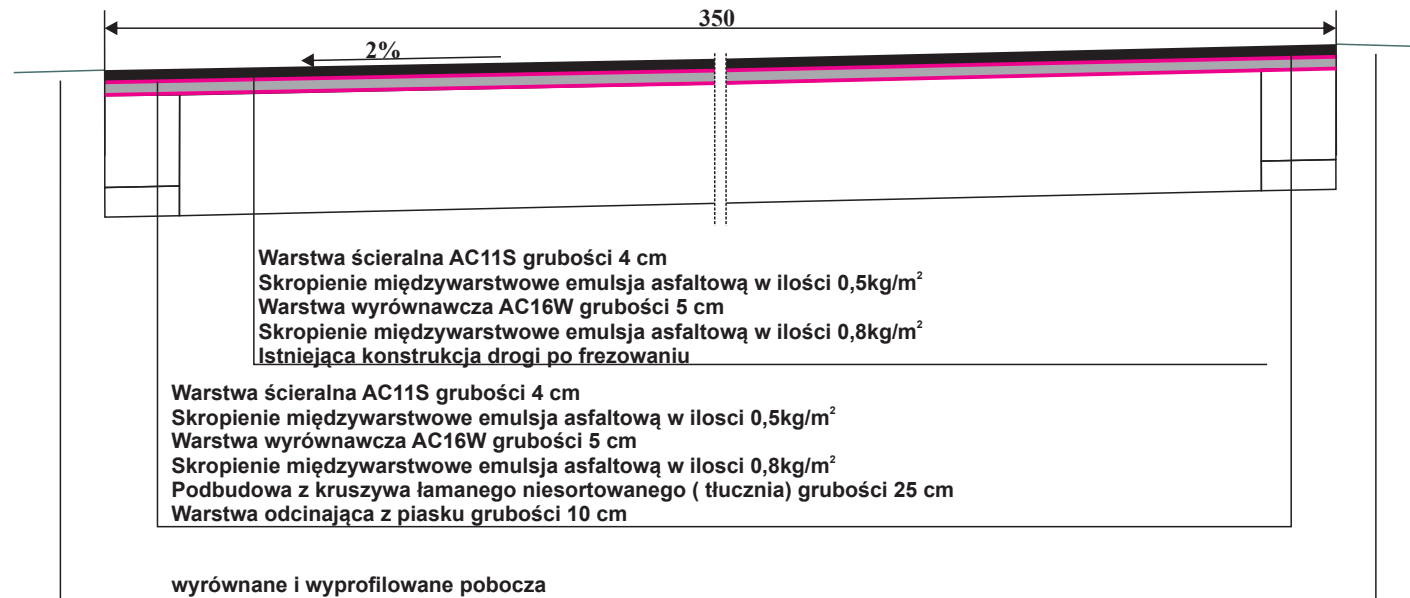 350
2%
Warstwa ścieralna AC11S grubości 4 cm
Skropienie międzywarstwowe emulsja asfaltową w ilości 0,5kg/m²
Warstwa wyrównawcza AC16W grubości 5 cm
Skropienie międzywarstwowe emulsja asfaltową w ilości 0,8kg/m²
Istniejąca konstrukcja drogi po frezowaniu
Warstwa ścieralna AC11S grubości 4 cm
Skropienie międzywarstwowe emulsja asfaltową w ilosci 0,5kg/m²
Warstwa wyrównawcza AC16W grubości 5 cm
Skropienie międzywarstwowe emulsja asfaltową w ilosci 0,8kg/m²
Podbudowa z kruszywa łamanego niesortowanego ( tłucznia) grubości 25 cm
Warstwa odcinająca z piasku grubości 10 cm
wyrównane i wyprofilowane pobocza